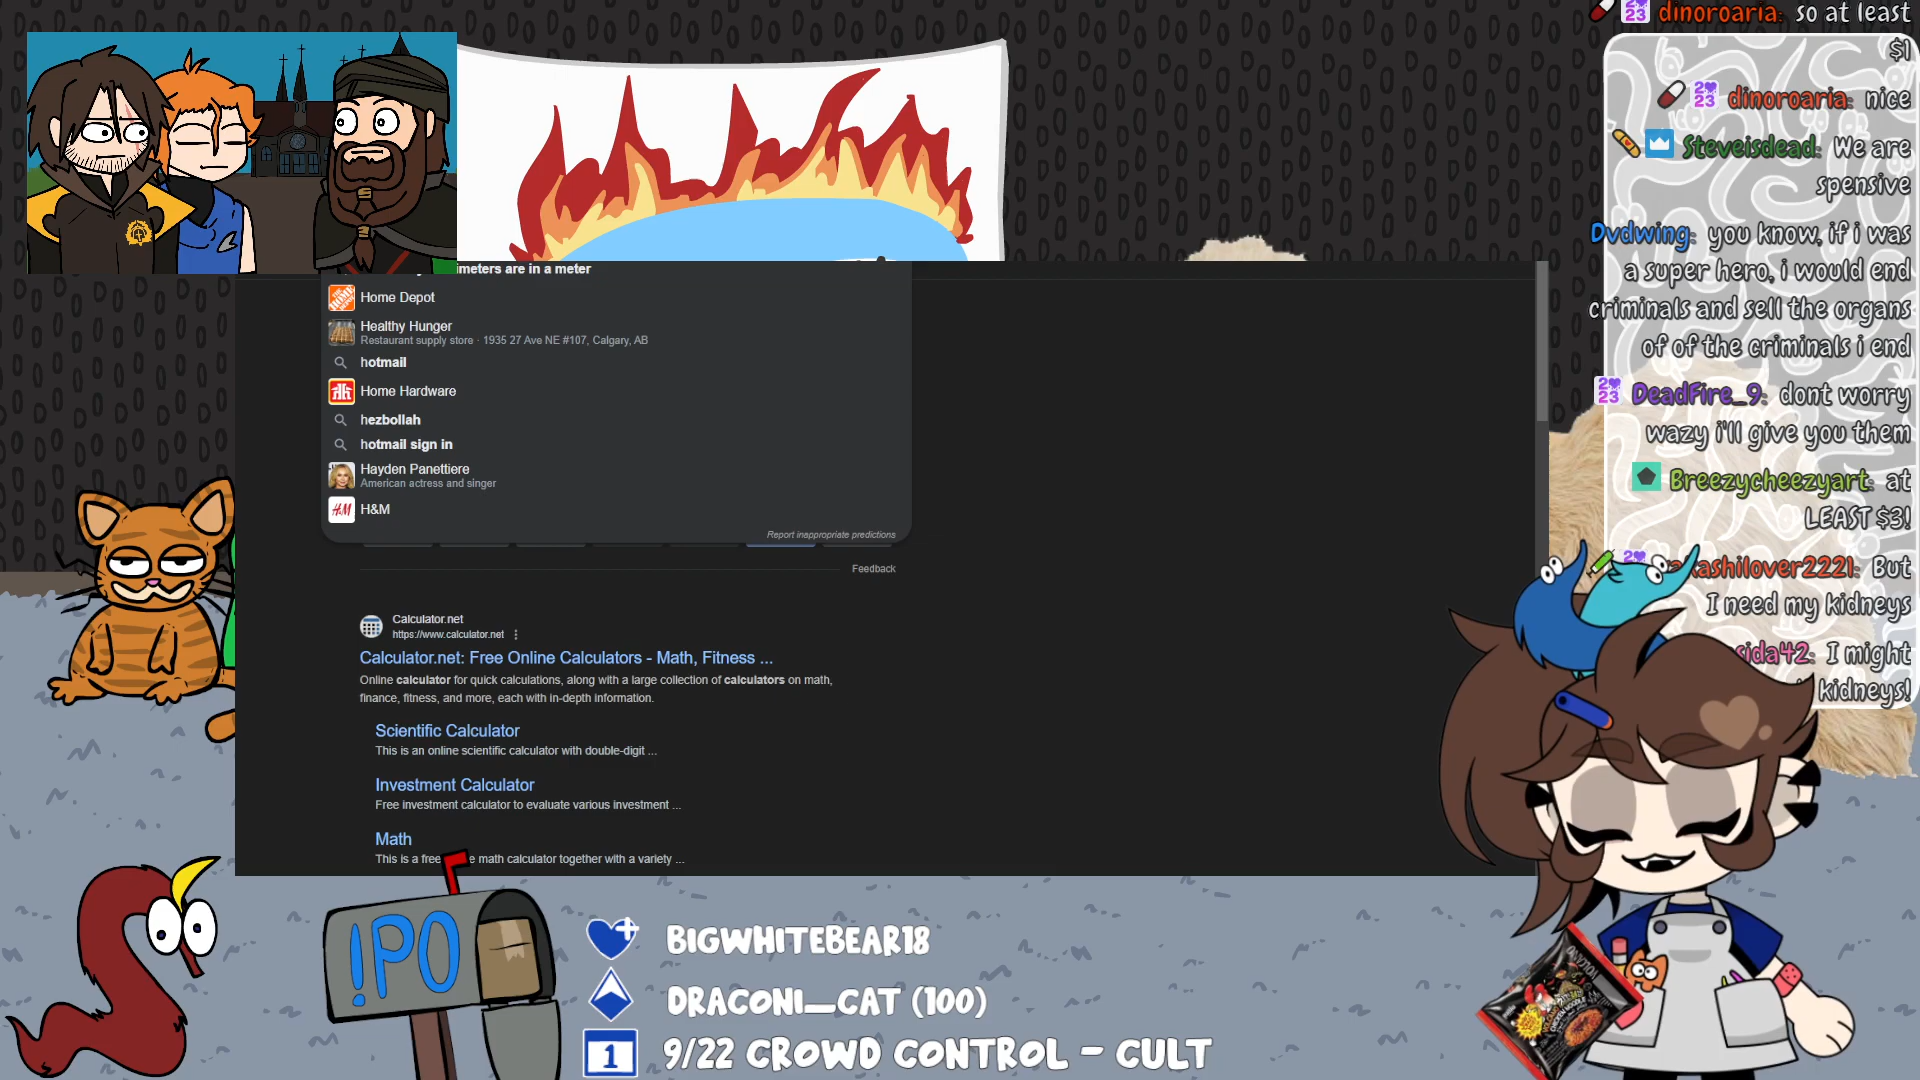 imeters are in a meter
Home Depot
Healthy Hunger
Restaurant supply store · 1935 27 Ave NE #107, Calgary, AB
hotmail
Home Hardware
hezbollah
hotmail sign in
Hayden Panettiere
American actress and singer
H&M
H&M
Report inappropriate predictions
Feedback
Calculator.net
https://www.calculator.net
Calculator.net: Free Online Calculators - Math, Fitness ...
Online calculator for quick calculations, along with a large collection of calculators on math,
finance, fitness, and more, each with in-depth information.
Scientific Calculator
This is an online scientific calculator with double-digit ...
Investment Calculator
Free investment calculator to evaluate various investment ...
Math
This is a free e math calculator together with a variety ...
dinoroaria: so at least
$1
dinoroaria: nice
Steveisdead: We are
spensive
Dvdwing: you know, if i was
a super hero, i would end
criminals and sell the organs
of of the criminals i end
DeadFire_9: dont worry
wazy i'll give you them
Breezycheezyart: at
LEAST $3!
kashilover2221: But
I need my kidneys
sida42: I might
kidneys!
!PO
BIGWHITEBEAR18
DRACONI_CAT (100)
1
9/22 CROWD CONTROL - CULT